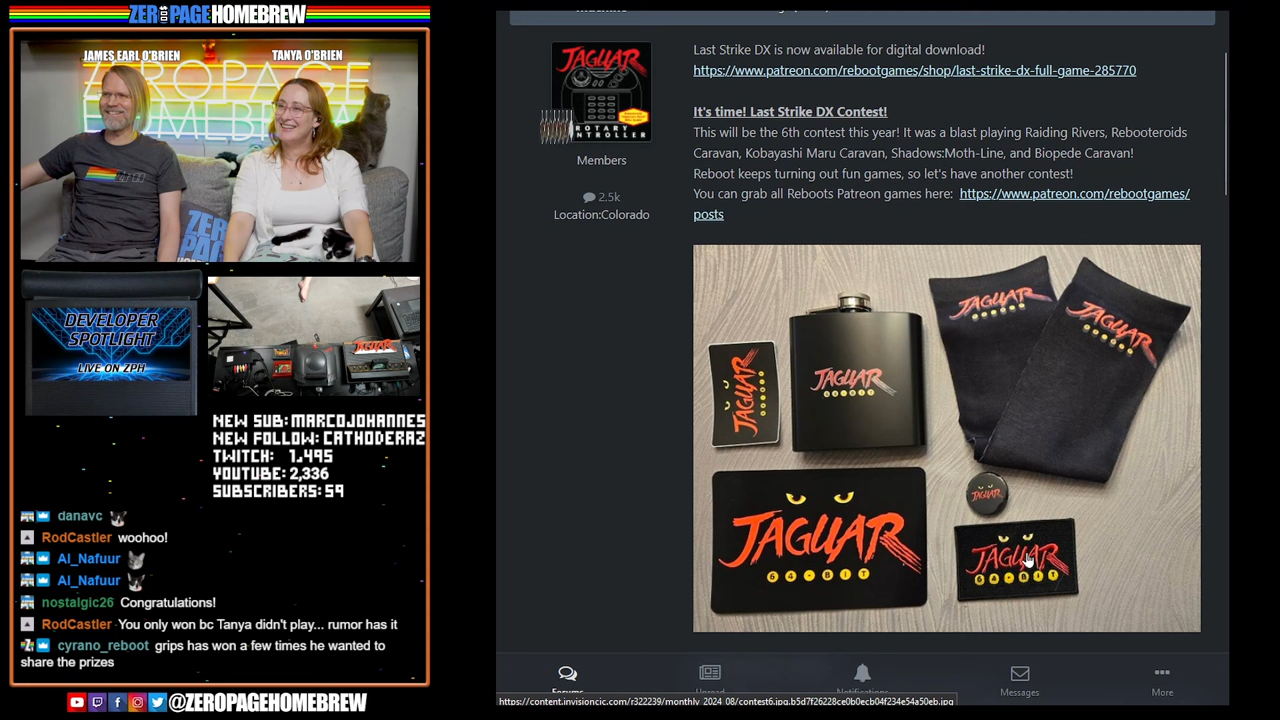 ZEROPAGEHOMEBREW
JAMES EARL O'BRIEN
TANYA O'BRIEN
ZEROPAGE
HOMEBREW
DEVELOPER
SPOTLIGHT
LIVE ON ZPH
NEW SUB: MARCOJOHANNES
NEW FOLLOW: CATHODERAZ
TWITCH: 1,495
YOUTUBE: 2,336
SUBSCRIBERS: 59
danavc
RodCastler woohoo!
Al_Nafuur
Al_Nafuur
nostalgic26 Congratulations!
RodCastler You only won bc Tanya didn't play... rumor has it
cyrano_reboot grips has won a few times he wanted to
share the prizes
@ZEROPAGEHOMEBREW
JAGUAR
ROTARY
CONTROLLER
Members
2.5k
Location:Colorado
Last Strike DX is now available for digital download!
https://www.patreon.com/rebootgames/shop/last-strike-dx-full-game-285770
It's time! Last Strike DX Contest!
This will be the 6th contest this year! It was a blast playing Raiding Rivers, Rebooteroids
Caravan, Kobayashi Maru Caravan, Shadows:Moth-Line, and Biopede Caravan!
Reboot keeps turning out fun games, so let's have another contest!
You can grab all Reboots Patreon games here: https://www.patreon.com/rebootgames/
posts
JAGUAR
JAGUAR
64-BIT
JAGUAR
JAGUAR
JAGUAR
JAGUAR
64-BIT
JAGUAR
64-BIT
Forums
Unread
Notifications
Messages
More